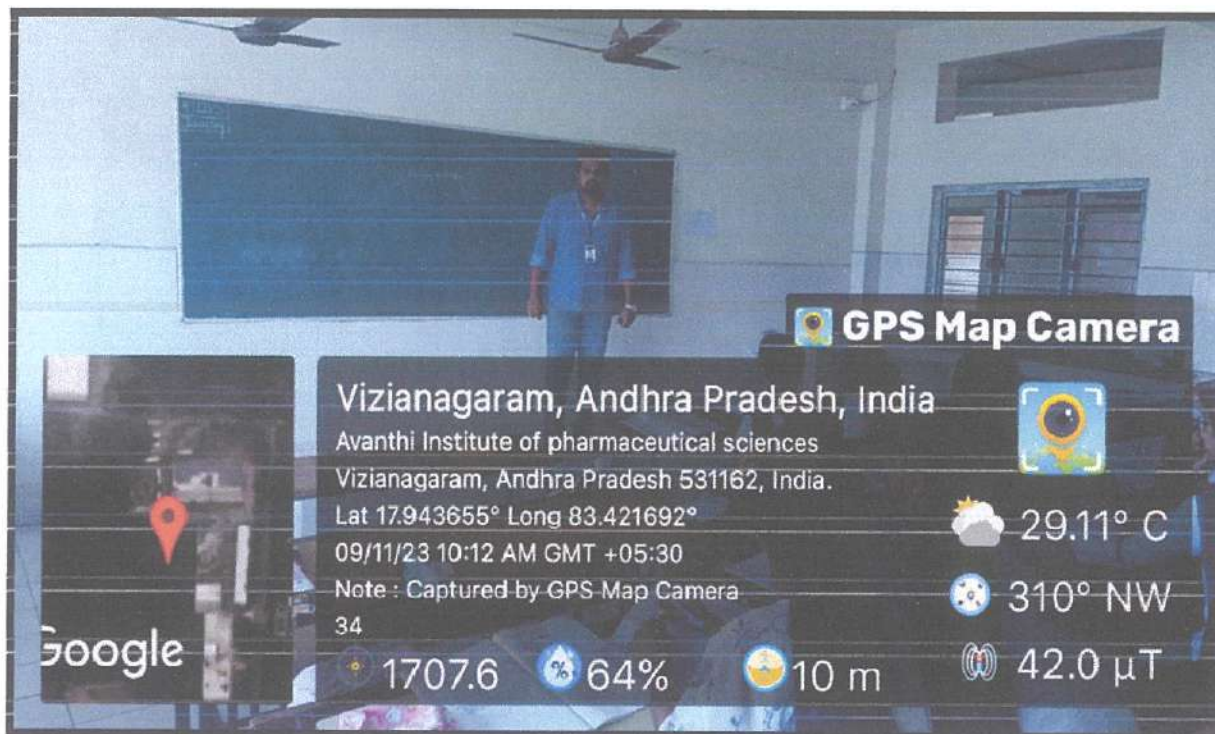 GPS Map Camera
Vizianagaram, Andhra Pradesh, India
Avanthi Institute of pharmaceutical sciences
Vizianagaram, Andhra Pradesh 531162, India.
Lat 17.943655° Long 83.421692°
09/11/23 10:12 AM GMT +05:30
Note : Captured by GPS Map Camera
34
Google
1707.6
64%
10 m
29.11° C
310° NW
42.0 µT